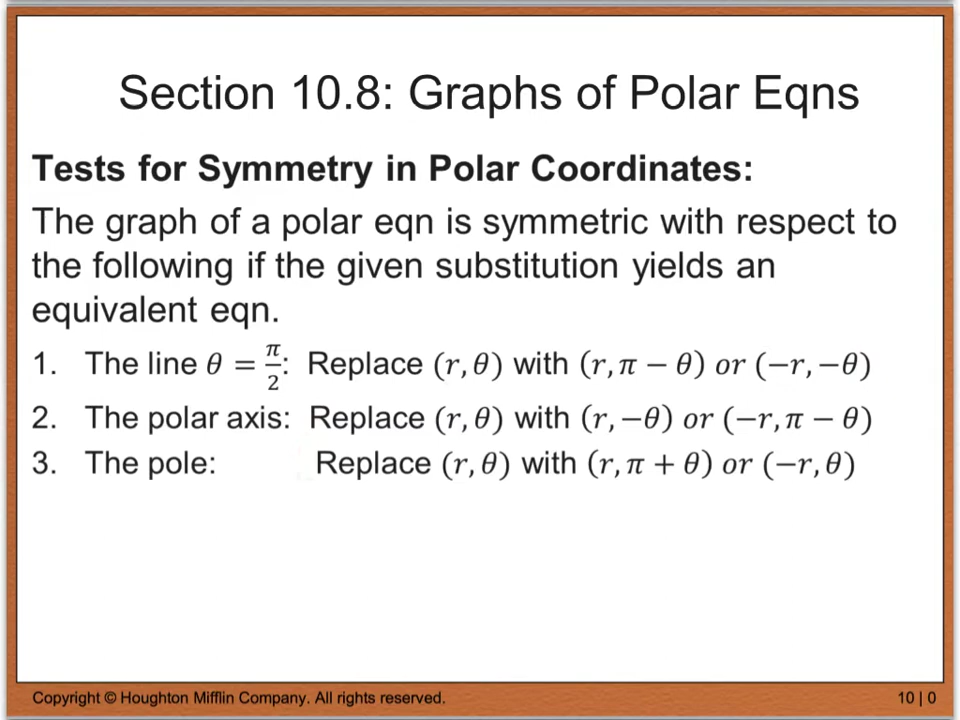 Section 10.8: Graphs of Polar Eqns
Tests for Symmetry in Polar Coordinates:
The graph of a polar eqn is symmetric with respect to
the following if the given substitution yields an
equivalent eqn.
1. The line θ = π/2: Replace (r, θ) with (r, π − θ) or (−r, −θ)
2. The polar axis: Replace (r, θ) with (r, −θ) or (−r, π − θ)
3. The pole: Replace (r, θ) with (r, π + θ) or (−r, θ)
Copyright © Houghton Mifflin Company. All rights reserved. 10 | 0